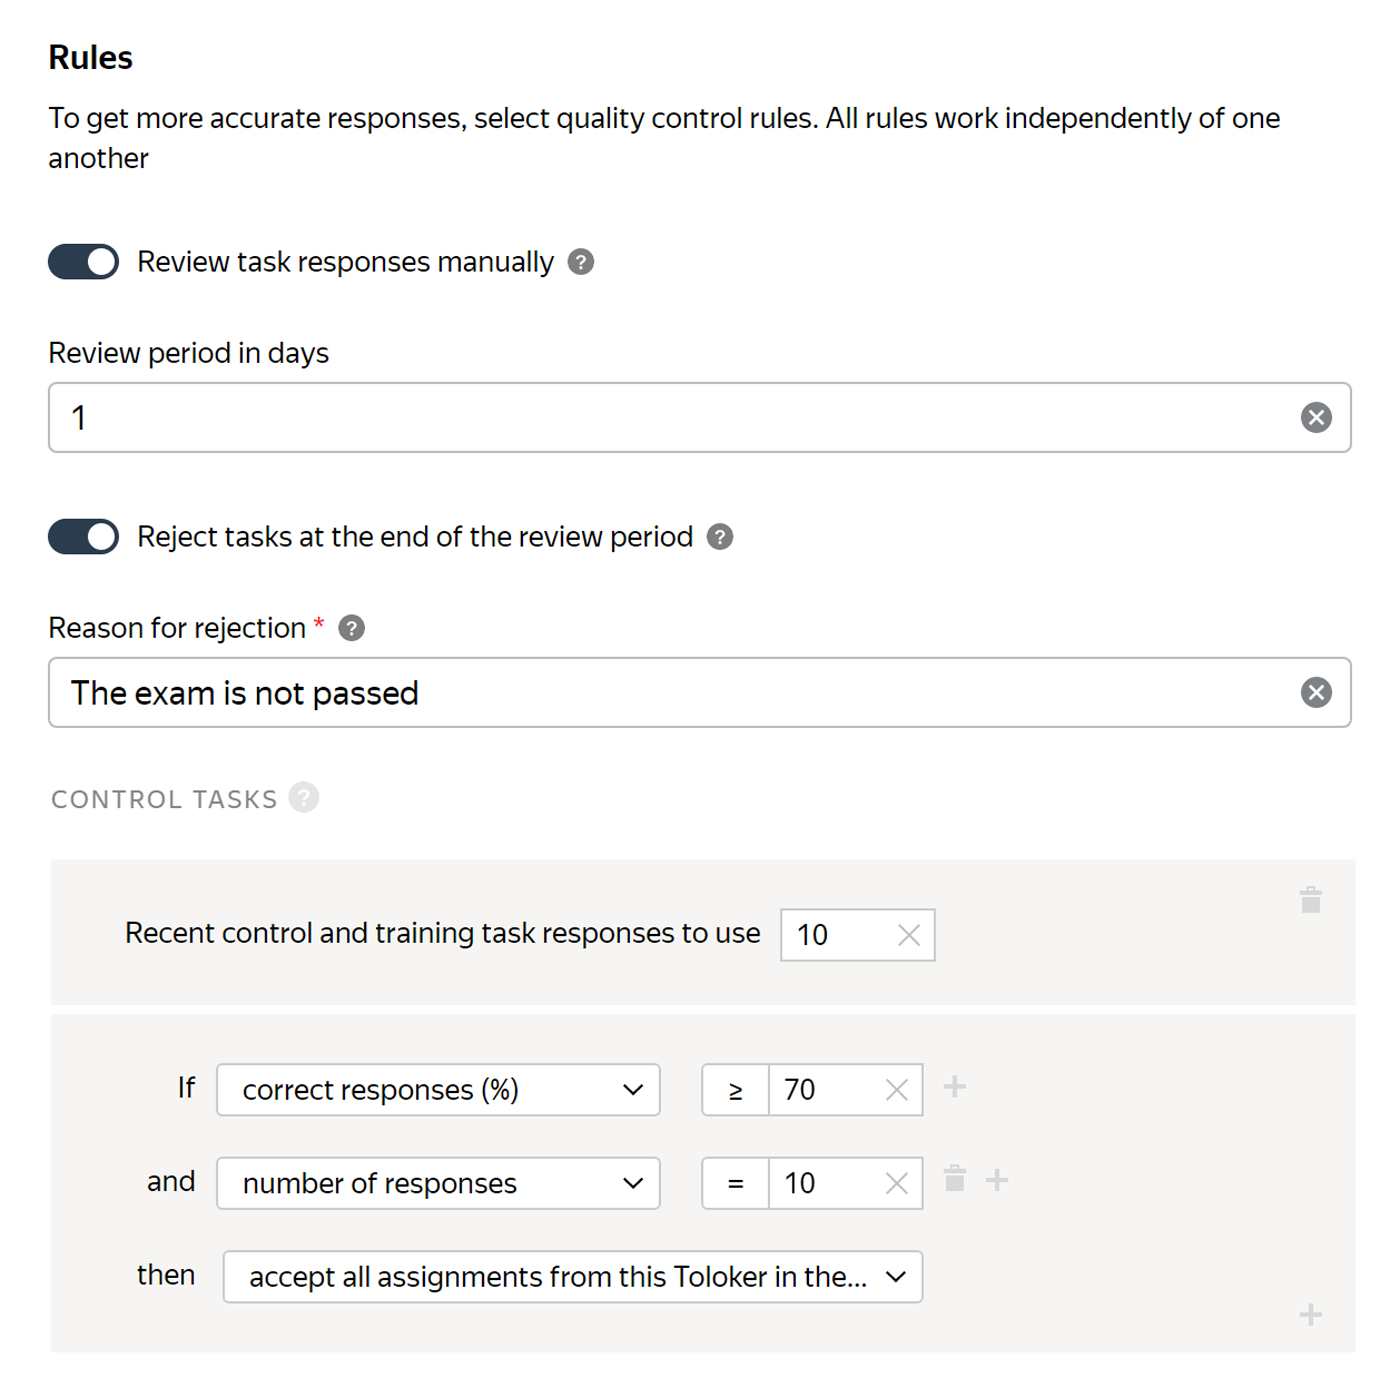 Rules
To get more accurate responses, select quality control rules. All rules work independently of one
another
Review task responses manually ?
Review period in days
1
Reject tasks at the end of the review period ?
Reason for rejection * ?
The exam is not passed
CONTROL TASKS ?
Recent control and training task responses to use 10
If correct responses (%) ≥ 70
and number of responses = 10
then accept all assignments from this Toloker in the...